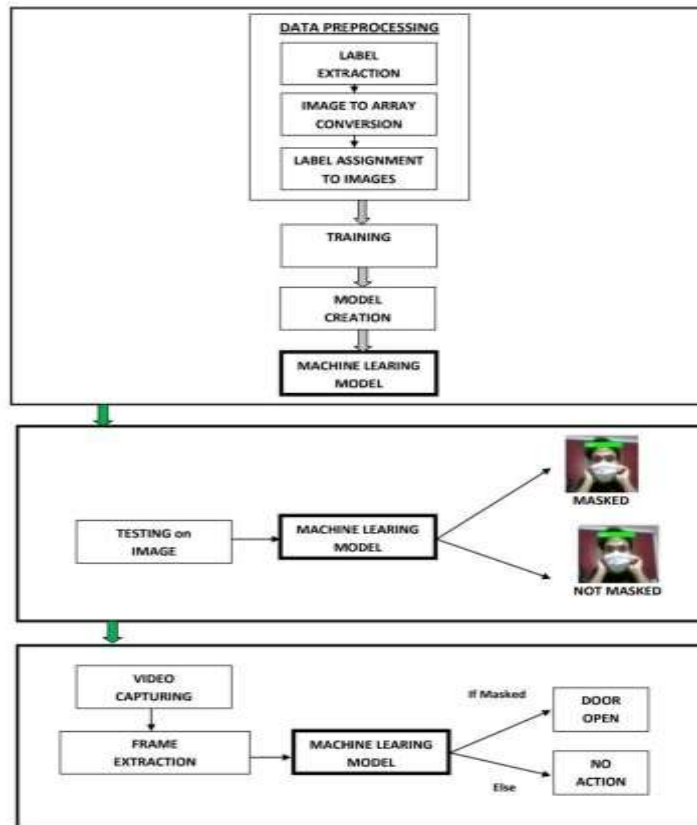 DATA PREPROCESSING
LABEL
EXTRACTION
IMAGE TO ARRAY
CONVERSION
LABEL ASSIGNMENT
TO IMAGES
TRAINING
MODEL
CREATION
MACHINE LEARING
MODEL
MASKED
TESTING on
IMAGE
MACHINE LEARING
MODEL
NOT MASKED
VIDEO
CAPTURING
FRAME
EXTRACTION
MACHINE LEARING
MODEL
If Masked
DOOR
OPEN
Else
NO
ACTION